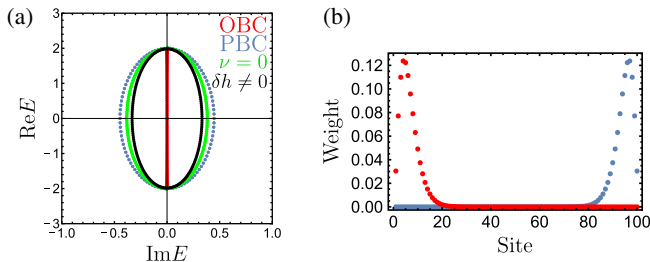 (a)
OBC
PBC
ν = 0
δh ≠ 0
3
2
1
0
−1
−2
−3
ReE
−1.0 −0.5 0.0 0.5 1.0
ImE
(b)
0.12
0.10
0.08
0.06
0.04
0.02
0.00
Weight
0 20 40 60 80 100
Site